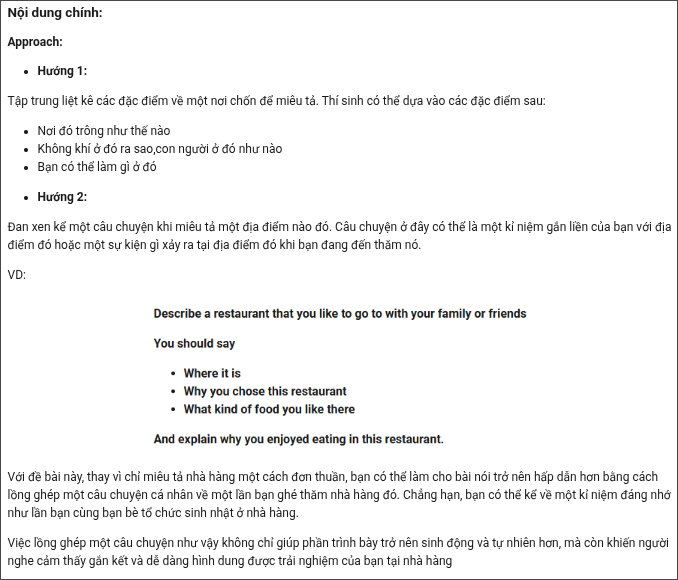 Nội dung chính:
Approach:
• Hướng 1:
Tập trung liệt kê các đặc điểm về một nơi chốn để miêu tả. Thí sinh có thể dựa vào các đặc điểm sau:
• Nơi đó trông như thế nào
• Không khí ở đó ra sao,con người ở đó như nào
• Bạn có thể làm gì ở đó
• Hướng 2:
Đan xen kể một câu chuyện khi miêu tả một địa điểm nào đó. Câu chuyện ở đây có thể là một kỉ niệm gắn liền của bạn với địa
điểm đó hoặc một sự kiện gì xảy ra tại địa điểm đó khi bạn đang đến thăm nó.
VD:
Describe a restaurant that you like to go to with your family or friends
You should say
• Where it is
• Why you chose this restaurant
• What kind of food you like there
And explain why you enjoyed eating in this restaurant.
Với đề bài này, thay vì chỉ miêu tả nhà hàng một cách đơn thuần, bạn có thể làm cho bài nói trở nên hấp dẫn hơn bằng cách
lồng ghép một câu chuyện cá nhân về một lần bạn ghé thăm nhà hàng đó. Chẳng hạn, bạn có thể kể về một kỉ niệm đáng nhớ
như lần bạn cùng bạn bè tổ chức sinh nhật ở nhà hàng.
Việc lồng ghép một câu chuyện như vậy không chỉ giúp phần trình bày trở nên sinh động và tự nhiên hơn, mà còn khiến người
nghe cảm thấy gắn kết và dễ dàng hình dung được trải nghiệm của bạn tại nhà hàng